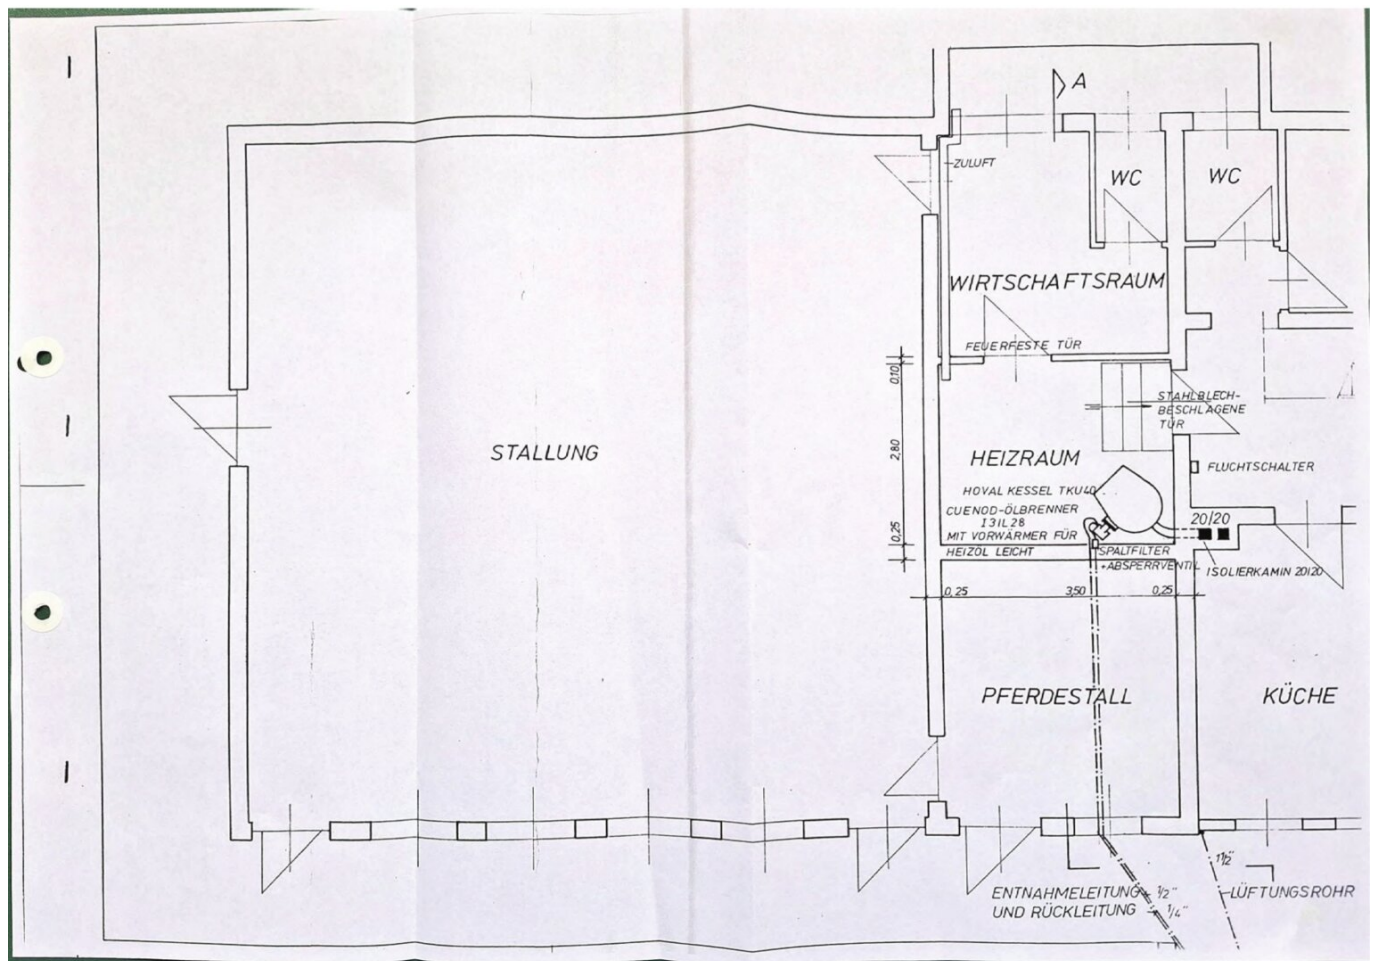 A
ZULUFT
WC
WC
WIRTSCHAFTSRAUM
FEUERFESTE TÜR
0,10
STAHLBLECH-
BESCHLAGENE
TÜR
STALLUNG
2,80
HEIZRAUM
FLUCHTSCHALTER
HOVAL KESSEL TKU40
CUENOD-ÖLBRENNER
13IL28
MIT VORWÄRMER FÜR
HEIZÖL LEICHT
20/20
0,25
SPALTFILTER
+ABSPERRVENTIL
ISOLIERKAMIN 20/20
0,25
3,50
0,25
PFERDESTALL
KÜCHE
1½"
ENTNAHMELEITUNG ½"
UND RÜCKLEITUNG ¼"
LÜFTUNGSROHR